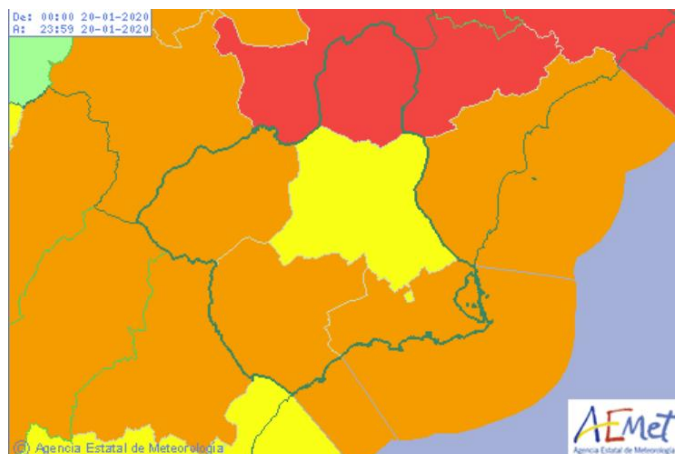 De: 00:00 20-01-2020
A: 23:59 20-01-2020
© Agencia Estatal de Meteorología
AEmet
Agencia Estatal de Meteorología